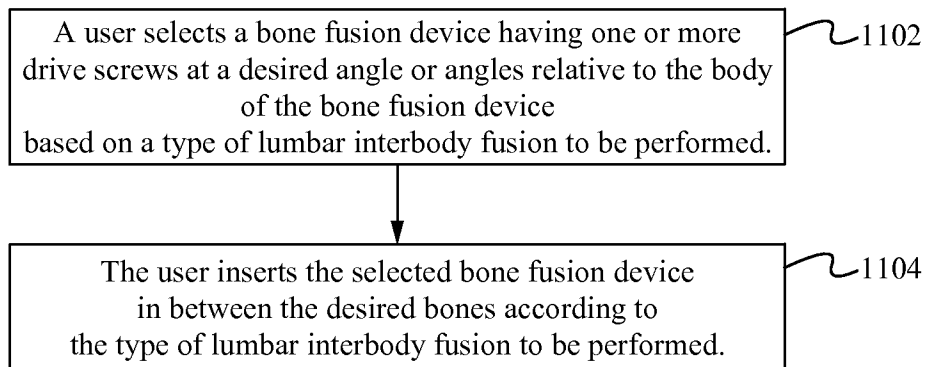 A user selects a bone fusion device having one or more
drive screws at a desired angle or angles relative to the body
of the bone fusion device
based on a type of lumbar interbody fusion to be performed.
1102
The user inserts the selected bone fusion device
in between the desired bones according to
the type of lumbar interbody fusion to be performed.
1104